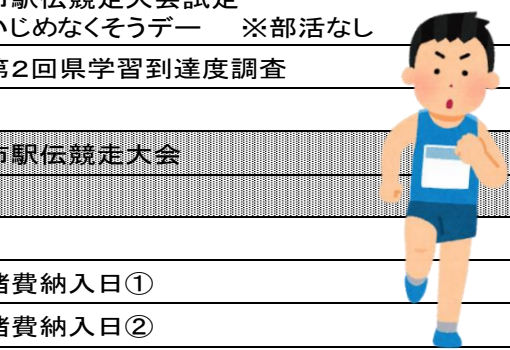 市駅伝競走大会試走
いじめなくそうデー　※部活なし
第2回県学習到達度調査
市駅伝競走大会
諸費納入日①
諸費納入日②